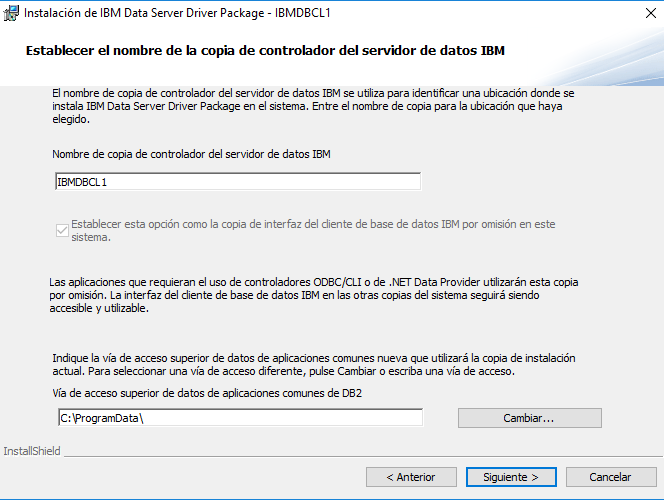 Instalación de IBM Data Server Driver Package - IBMDBCL1
Establecer el nombre de la copia de controlador del servidor de datos IBM
El nombre de copia de controlador del servidor de datos IBM se utiliza para identificar una ubicación donde se
instala IBM Data Server Driver Package en el sistema. Entre el nombre de copia para la ubicación que haya
elegido.
Nombre de copia de controlador del servidor de datos IBM
IBMDBCL1
Establecer esta opción como la copia de interfaz del cliente de base de datos IBM por omisión en este
sistema.
Las aplicaciones que requieran el uso de controladores ODBC/CLI o de .NET Data Provider utilizarán esta copia
por omisión. La interfaz del cliente de base de datos IBM en las otras copias del sistema seguirá siendo
accesible y utilizable.
Indique la vía de acceso superior de datos de aplicaciones comunes nueva que utilizará la copia de instalación
actual. Para seleccionar una vía de acceso diferente, pulse Cambiar o escriba una vía de acceso.
Vía de acceso superior de datos de aplicaciones comunes de DB2
C:\ProgramData\
Cambiar...
InstallShield
< Anterior
Siguiente >
Cancelar